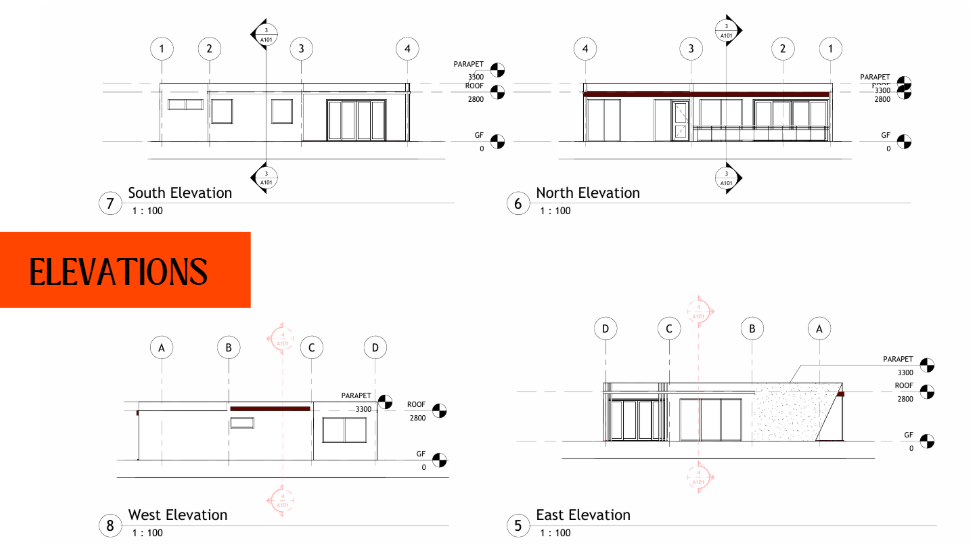 3
A101
1
2
3
4
PARAPET
3300
ROOF
2800
GF
0
3
A101
7
South Elevation
1 : 100
3
A101
4
3
2
1
PARAPET
3300
2800
GF
0
3
A101
6
North Elevation
1 : 100
ELEVATIONS
4
A101
A
B
C
D
PARAPET
3300
ROOF
2800
GF
0
4
A101
8
West Elevation
1 : 100
4
A101
D
C
B
A
PARAPET
3300
ROOF
2800
GF
0
4
A101
5
East Elevation
1 : 100